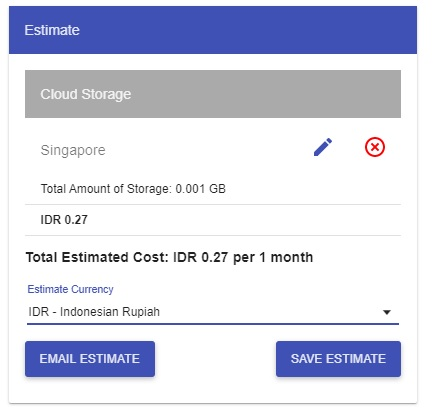 Estimate
Cloud Storage
Singapore
Total Amount of Storage: 0.001 GB
IDR 0.27
Total Estimated Cost: IDR 0.27 per 1 month
Estimate Currency
IDR - Indonesian Rupiah
EMAIL ESTIMATE
SAVE ESTIMATE